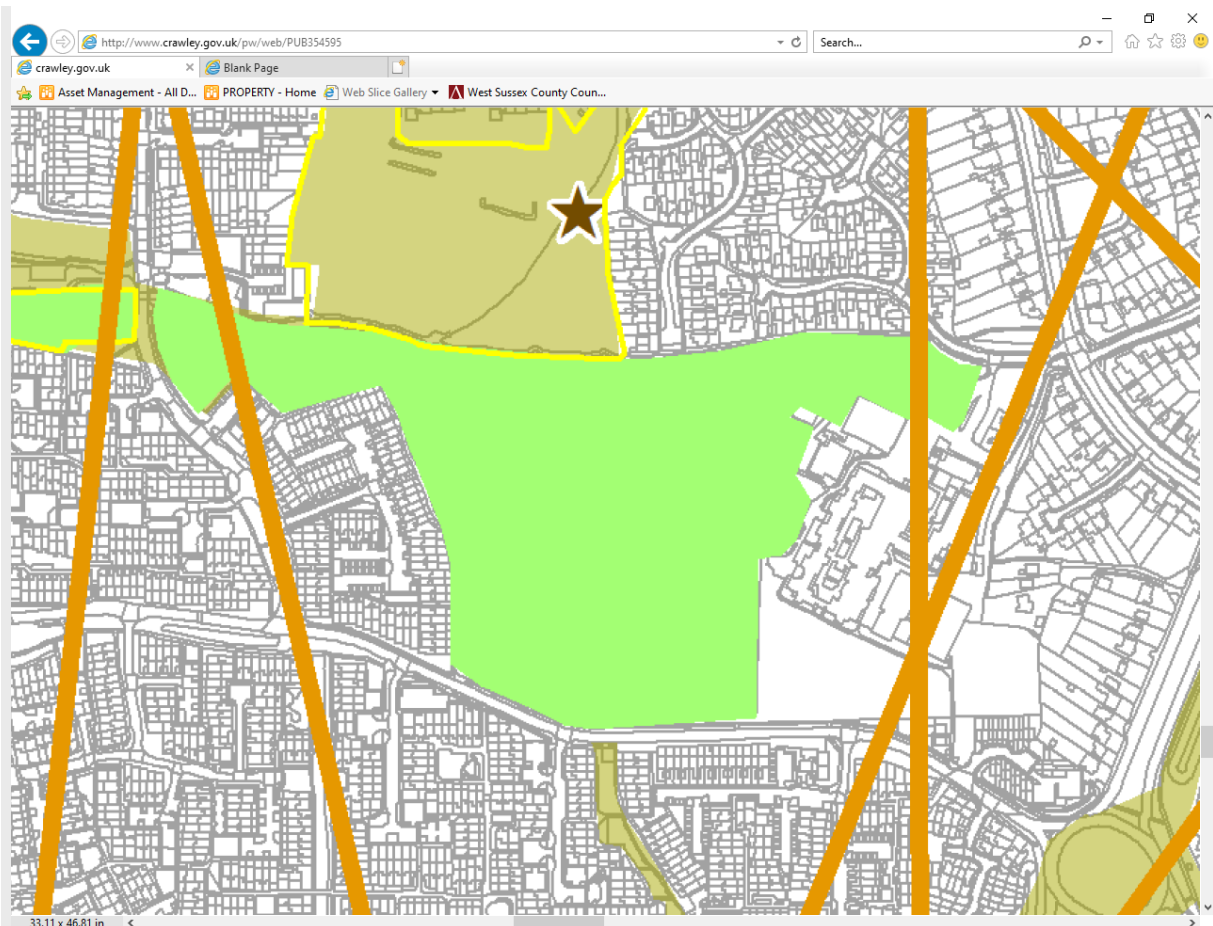 http://www.crawley.gov.uk/pw/web/PUB354595
Search...
crawley.gov.uk
Blank Page
Asset Management - All D...
PROPERTY - Home
Web Slice Gallery
West Sussex County Coun...
33.11 x 46.81 in